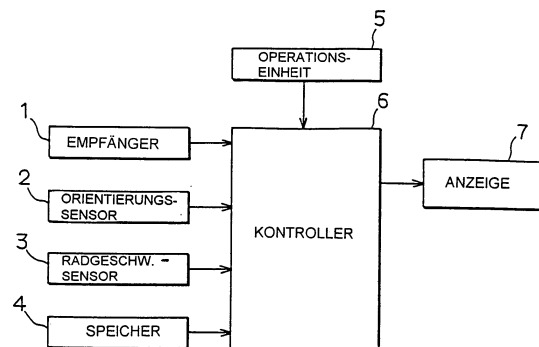 5
OPERATIONS-
EINHEIT
6
1
EMPFÄNGER
7
ANZEIGE
2
ORIENTIERUNGS-
SENSOR
KONTROLLER
3
RADGESCHW. -
SENSOR
4
SPEICHER